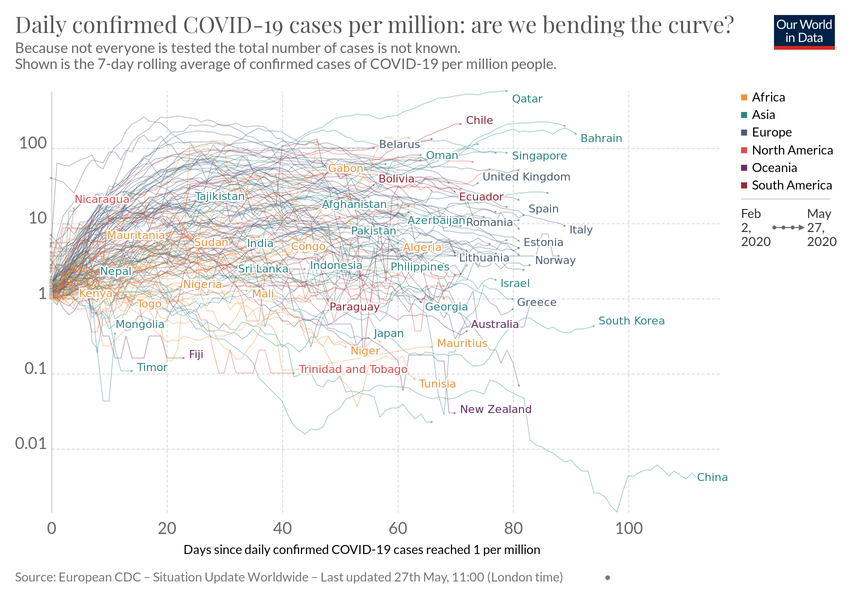 Daily confirmed COVID-19 cases per million: are we bending the curve?
Because not everyone is tested the total number of cases is not known.
Shown is the 7-day rolling average of confirmed cases of COVID-19 per million people.
Our World
in Data
Africa
Asia
Europe
North America
Oceania
South America
Feb
2,
2020
May
27,
2020
100
10
1
0.1
0.01
Qatar
Chile
Bahrain
Belarus
Oman
Singapore
Gabon
Bolivia
United Kingdom
Nicaragua
Tajikistan
Ecuador
Afghanistan
Spain
Azerbaijan
Romania
Italy
Pakistan
Mauritania
Sudan
India
Congo
Algeria
Estonia
Lithuania
Norway
Nepal
Sri Lanka
Indonesia
Philippines
Nigeria
Israel
Kenya
Togo
Mali
Paraguay
Georgia
Greece
Mongolia
Australia
South Korea
Japan
Fiji
Niger
Mauritius
Timor
Trinidad and Tobago
Tunisia
New Zealand
China
0
20
40
60
80
100
Days since daily confirmed COVID-19 cases reached 1 per million
Source: European CDC – Situation Update Worldwide – Last updated 27th May, 11:00 (London time)